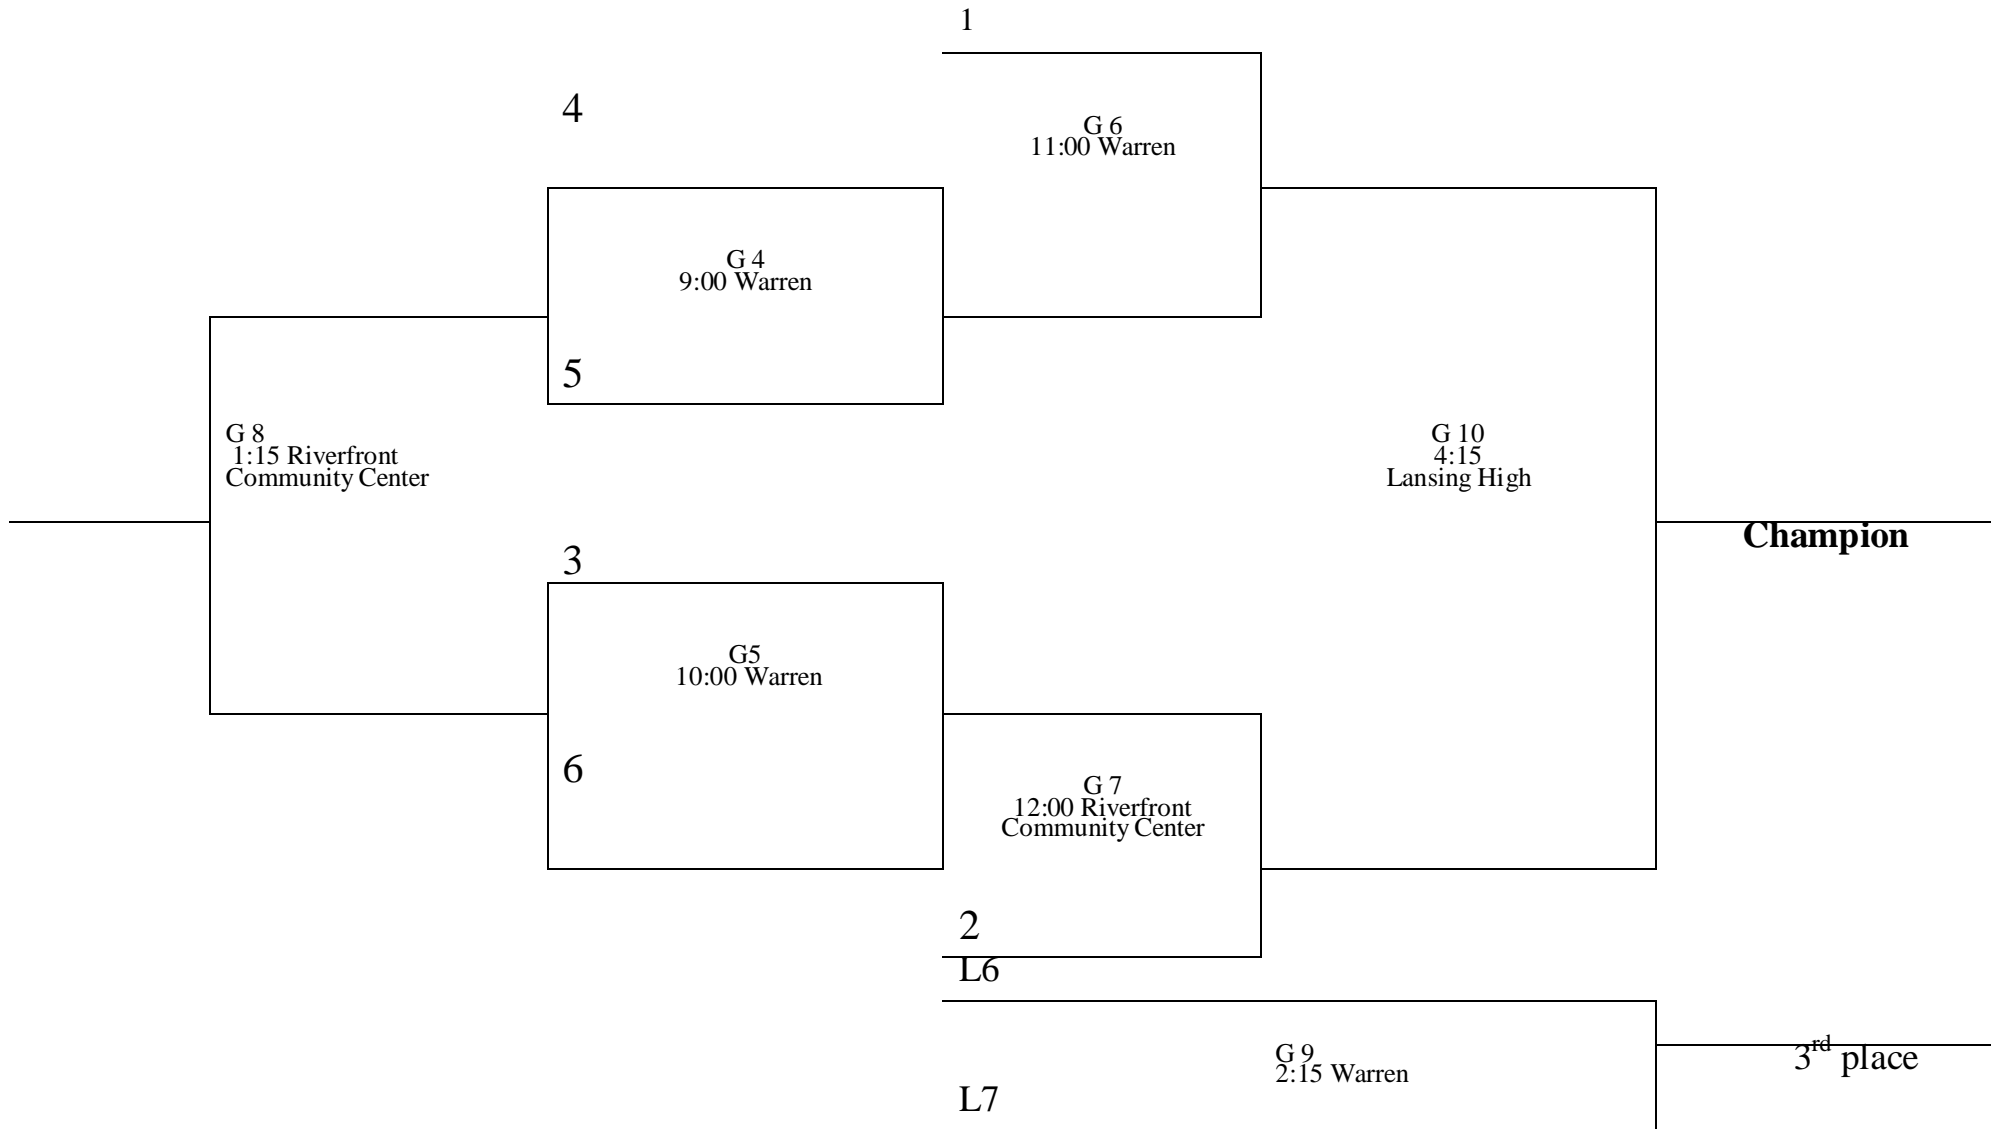 1
4
G 6
11:00 Warren
G 4
9:00 Warren
5
G 8
1:15 Riverfront
Community Center
G 10
4:15
Lansing High
Champion
3
G5
10:00 Warren
6
G 7
12:00 Riverfront
Community Center
2
L6
G 9
2:15 Warren
3rd place
L7